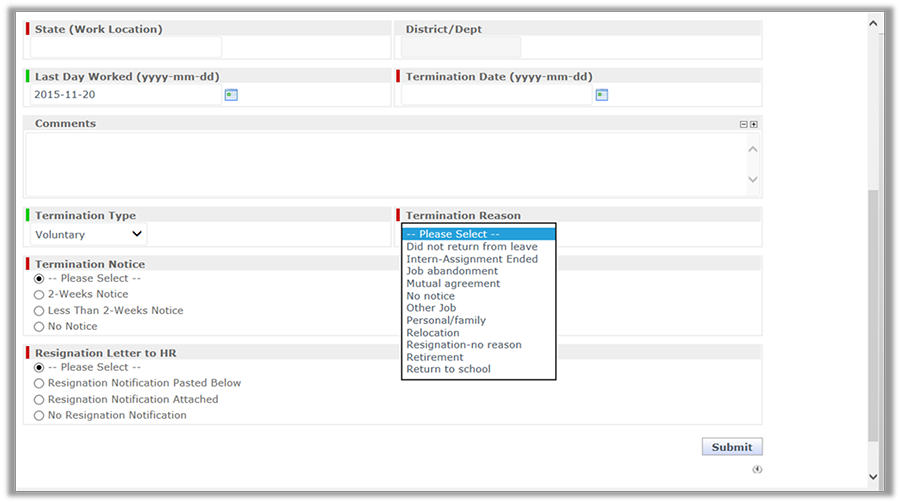 State (Work Location)
District/Dept
Last Day Worked (yyyy-mm-dd)
Termination Date (yyyy-mm-dd)
2015-11-20
Comments
Termination Type
Termination Reason
Voluntary
-- Please Select --
Did not return from leave
Intern-Assignment Ended
Job abandonment
Mutual agreement
No notice
Other Job
Personal/family
Relocation
Resignation-no reason
Retirement
Return to school
Termination Notice
-- Please Select --
2-Weeks Notice
Less Than 2-Weeks Notice
No Notice
Resignation Letter to HR
-- Please Select --
Resignation Notification Pasted Below
Resignation Notification Attached
No Resignation Notification
Submit